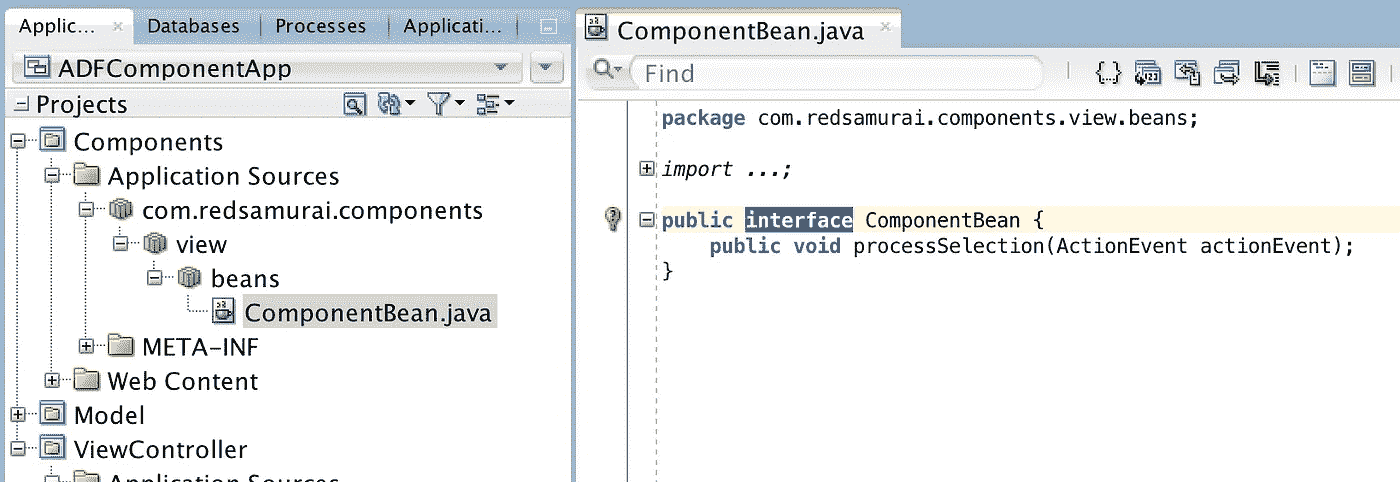 Applic...
Databases
Processes
Applicati...
ADFComponentApp
Projects
Components
Application Sources
com.redsamurai.components
view
beans
ComponentBean.java
META-INF
Web Content
Model
ViewController
Application Sources
ComponentBean.java
Find
package com.redsamurai.components.view.beans;
import ...;
public interface ComponentBean {
public void processSelection(ActionEvent actionEvent);
}